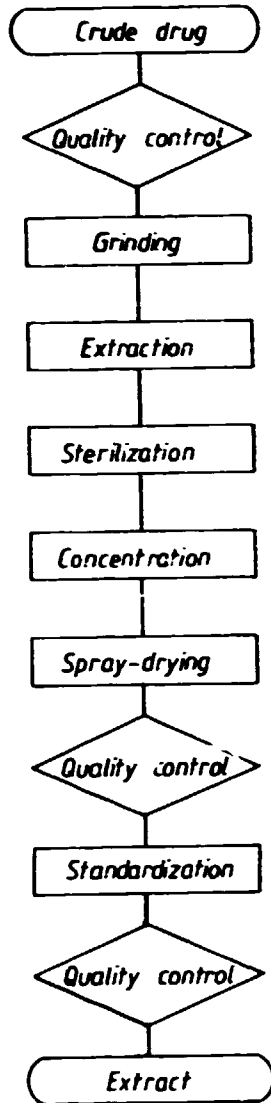 Crude drug
Quality control
Grinding
Extraction
Sterilization
Concentration
Spray-drying
Quality control
Standardization
Quality control
Extract